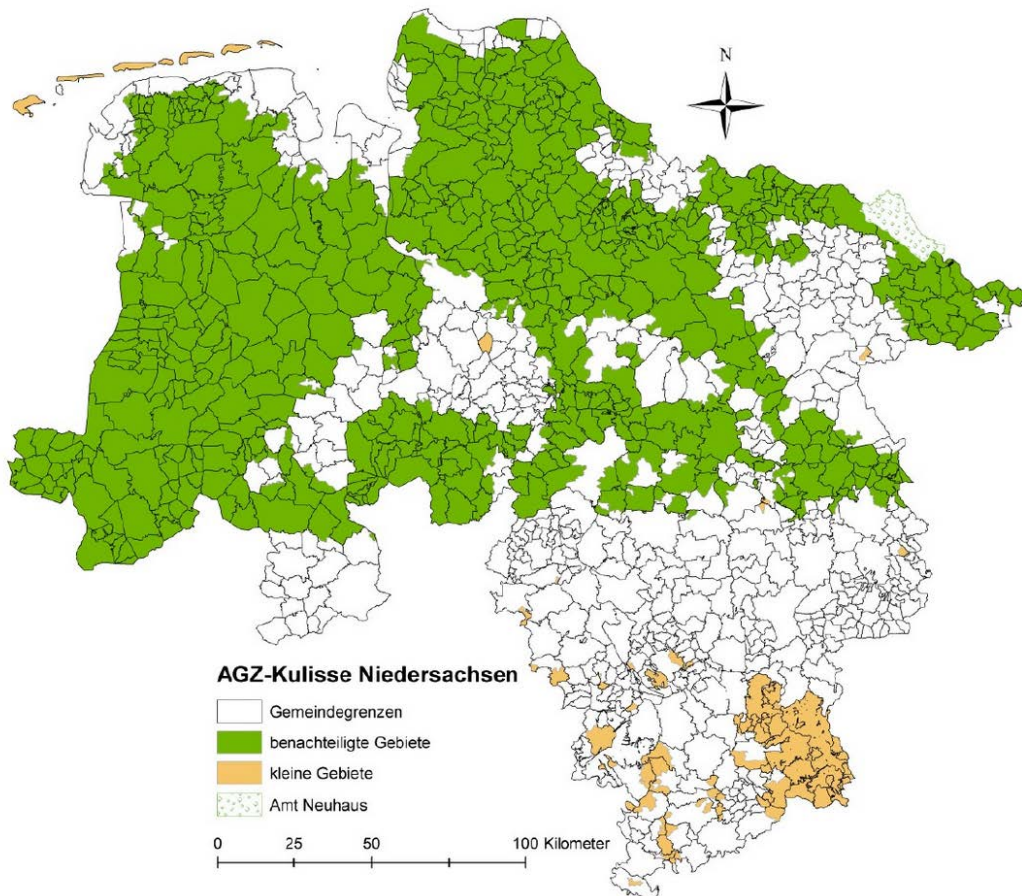 N
AGZ-Kulisse Niedersachsen
Gemeindegrenzen
benachteiligte Gebiete
kleine Gebiete
Amt Neuhaus
0 25 50 100 Kilometer